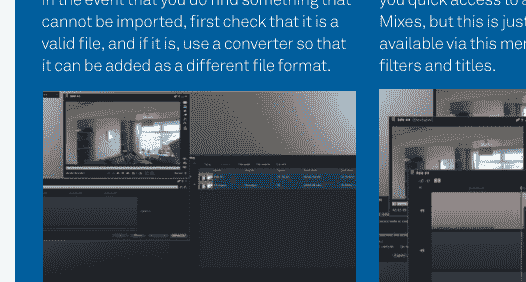 In the event that you do find something that
cannot be imported, first check that it is a
valid file, and if it is, use a converter so that
it can be added as a different file format.
you quick access to
Mixes, but this is just
available via this
filters and titles.